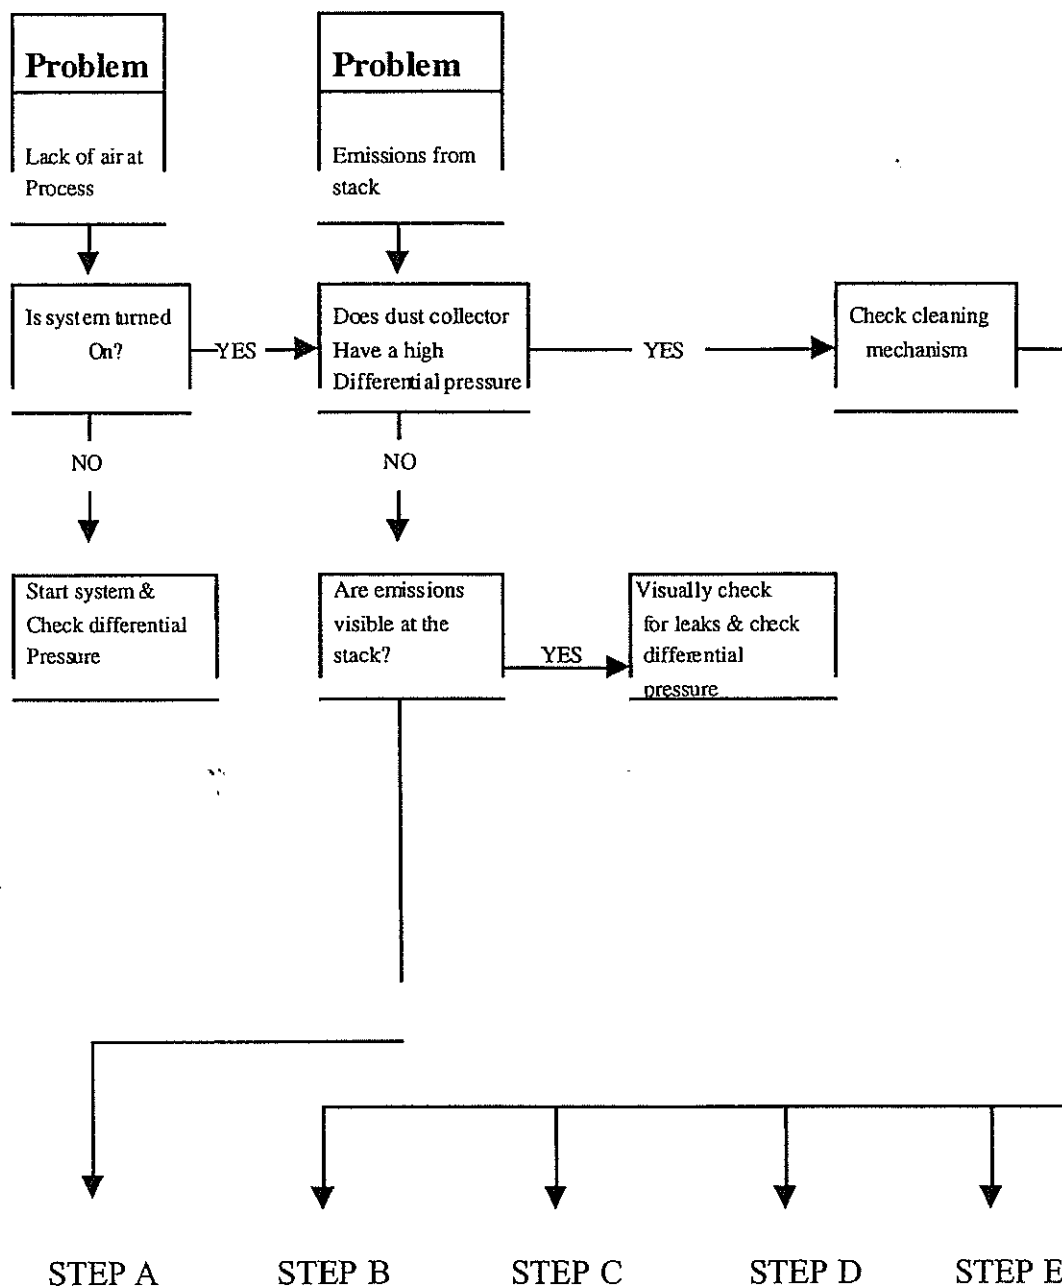 Problem
Lack of air at
Process
Problem
Emissions from
stack
Is system turned
On?
YES
Does dust collector
Have a high
Differential pressure
YES
Check cleaning
mechanism
NO
NO
Start system &
Check differential
Pressure
Are emissions
visible at the
stack?
YES
Visually check
for leaks & check
differential
pressure
STEP A
STEP B
STEP C
STEP D
STEP E